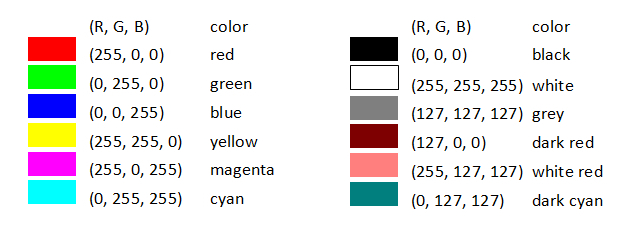 (R, G, B) color
(255, 0, 0) red
(0, 255, 0) green
(0, 0, 255) blue
(255, 255, 0) yellow
(255, 0, 255) magenta
(0, 255, 255) cyan
(R, G, B) color
(0, 0, 0) black
(255, 255, 255) white
(127, 127, 127) grey
(127, 0, 0) dark red
(255, 127, 127) white red
(0, 127, 127) dark cyan